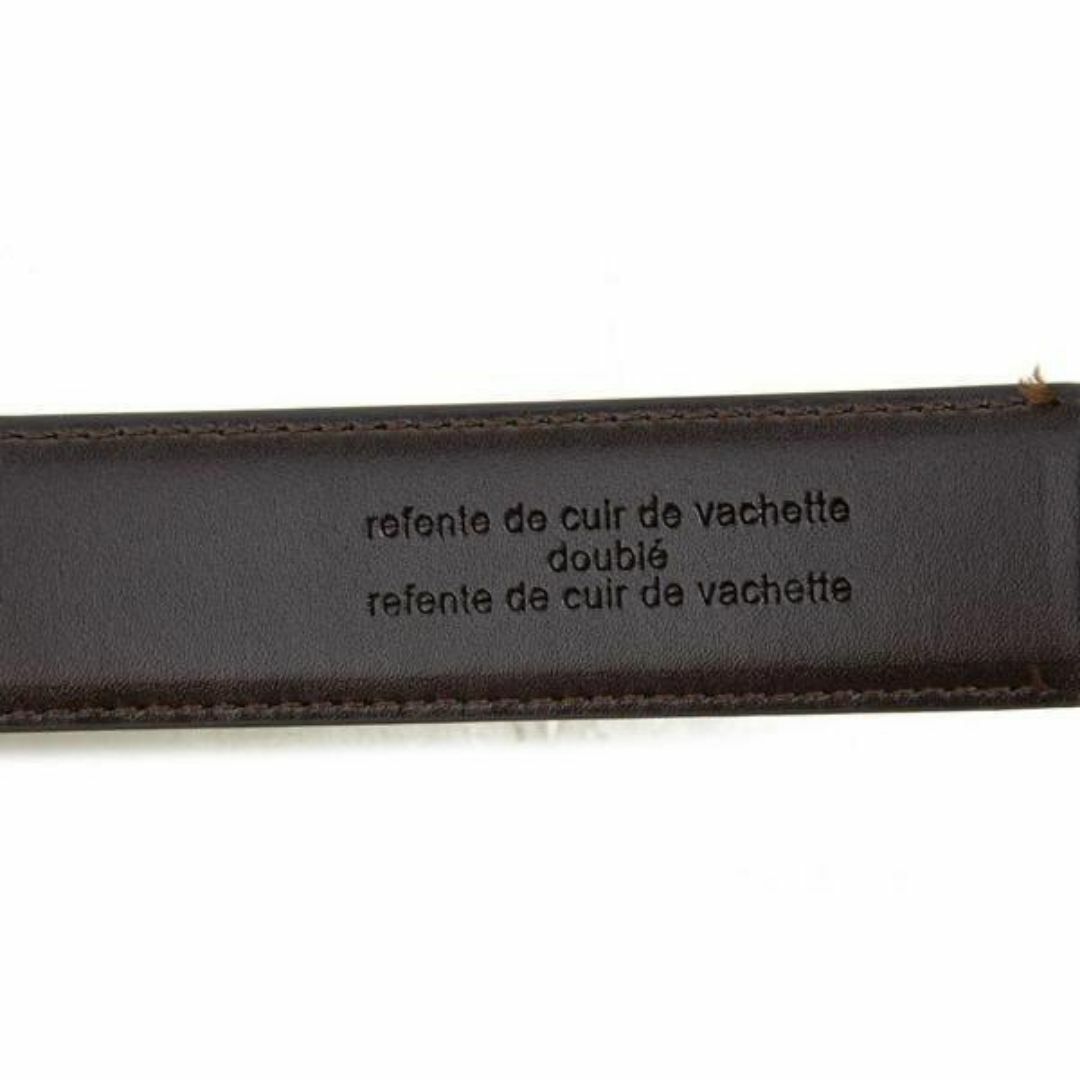 refente de cuir de vachette
doublé
refente de cuir de vachette